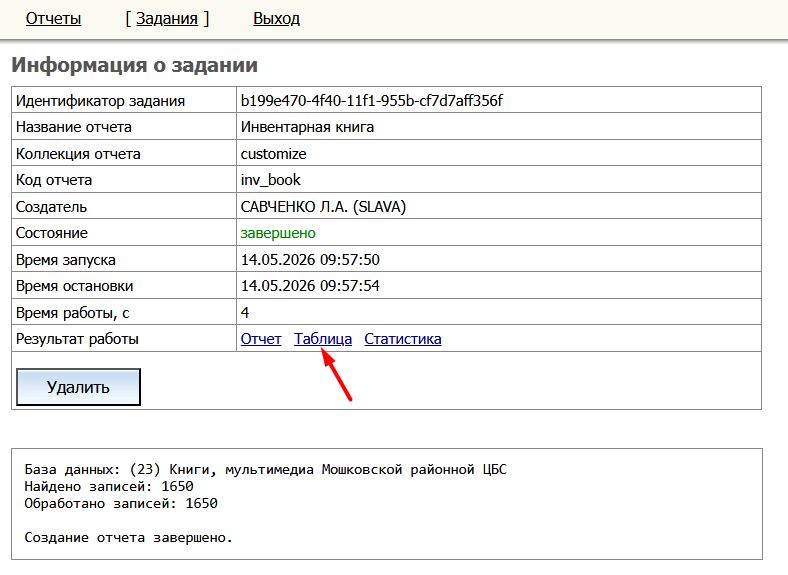 Отчеты [ Задания ] Выход
Информация о задании
Идентификатор задания b199e470-4f40-11f1-955b-cf7d7aff356f
Название отчета Инвентарная книга
Коллекция отчета customize
Код отчета inv_book
Создатель САВЧЕНКО Л.А. (SLAVA)
Состояние завершено
Время запуска 14.05.2026 09:57:50
Время остановки 14.05.2026 09:57:54
Время работы, с 4
Результат работы Отчет Таблица Статистика
Удалить
База данных: (23) Книги, мультимедиа Мошковской районной ЦБС
Найдено записей: 1650
Обработано записей: 1650
Создание отчета завершено.